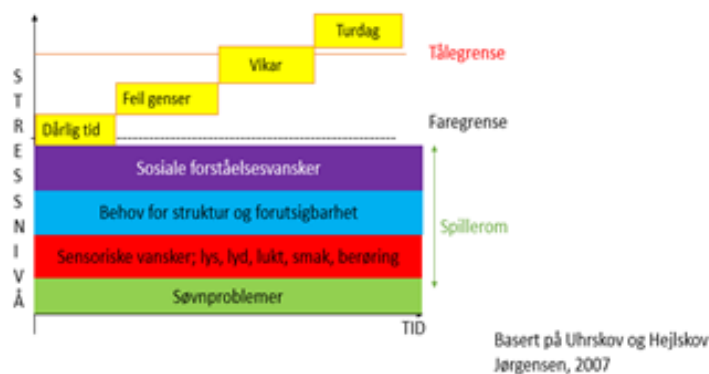 Turdag
Tålegrense
Vikar
Feil genser
Faregrense
Dårlig tid
Sosiale forståelsesvansker
Behov for struktur og forutsigbarhet
Spillerom
Sensoriske vansker; lys, lyd, lukt, smak, berøring
Søvnproblemer
STRESSNIVÅ
TID
Basert på Uhrskov og Hejlskov
Jørgensen, 2007